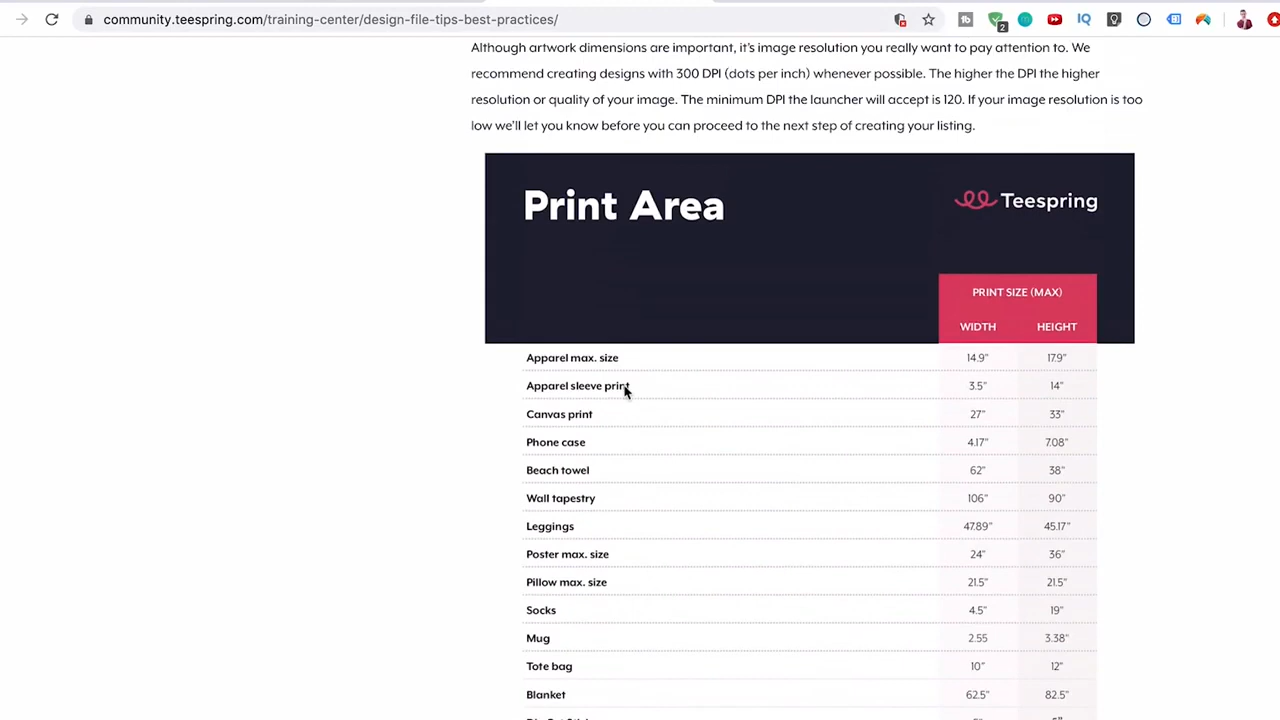 community.teespring.com/training-center/design-file-tips-best-practices/
2
Although artwork dimensions are important, it's image resolution you really want to pay attention to. We
recommend creating designs with 300 DPI (dots per inch) whenever possible. The higher the DPI the higher
resolution or quality of your image. The minimum DPI the launcher will accept is 120. If your image resolution is too
low we'll let you know before you can proceed to the next step of creating your listing.
Print Area
Teespring
PRINT SIZE (MAX)
WIDTH HEIGHT
Apparel max. size 14.9" 17.9"
Apparel sleeve print 3.5" 14"
Canvas print 27" 33"
Phone case 4.17" 7.08"
Beach towel 62" 38"
Wall tapestry 106" 90"
Leggings 47.89" 45.17"
Poster max. size 24" 36"
Pillow max. size 21.5" 21.5"
Socks 4.5" 19"
Mug 2.55 3.38"
Tote bag 10" 12"
Blanket 62.5" 82.5"